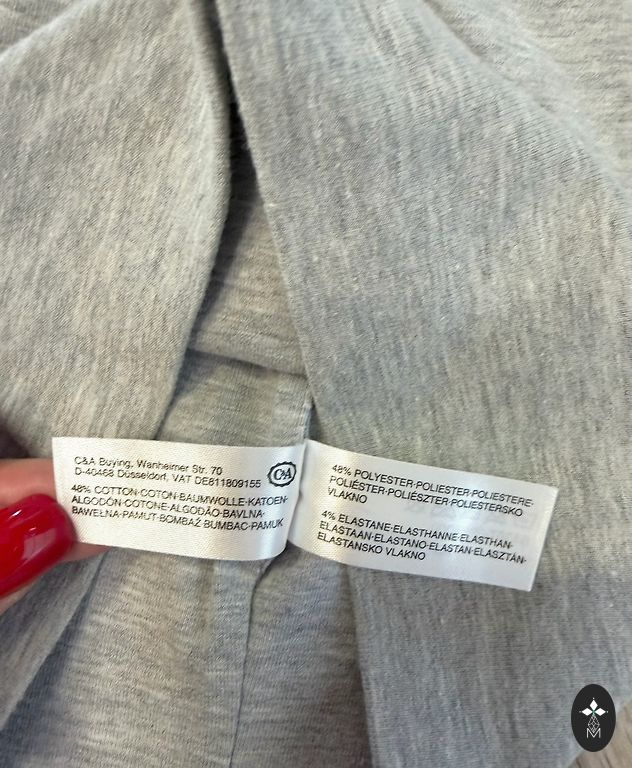 C&A Buying, Wanheimer Str. 70
D-40468 Düsseldorf, VAT DE811809155
C&A
48% COTTON·COTON·BAUMWOLLE·KATOEN·
ALGODÓN·COTONE·ALGODÃO·BAVLNA·
BAWEŁNA·PAMUT·BOMBAŽ BUMBAC·PAMUK
48% POLYESTER·POLIESTER·POLIESTERE·
POLIÉSTER·POLIÉSZTER·POLIESTERSKO
VLAKNO
4% ELASTANE·ELASTHANNE·ELASTHAN·
ELASTAAN·ELASTANO·ELASTAN·ELASZTÁN·
ELASTANSKO VLAKNO
M